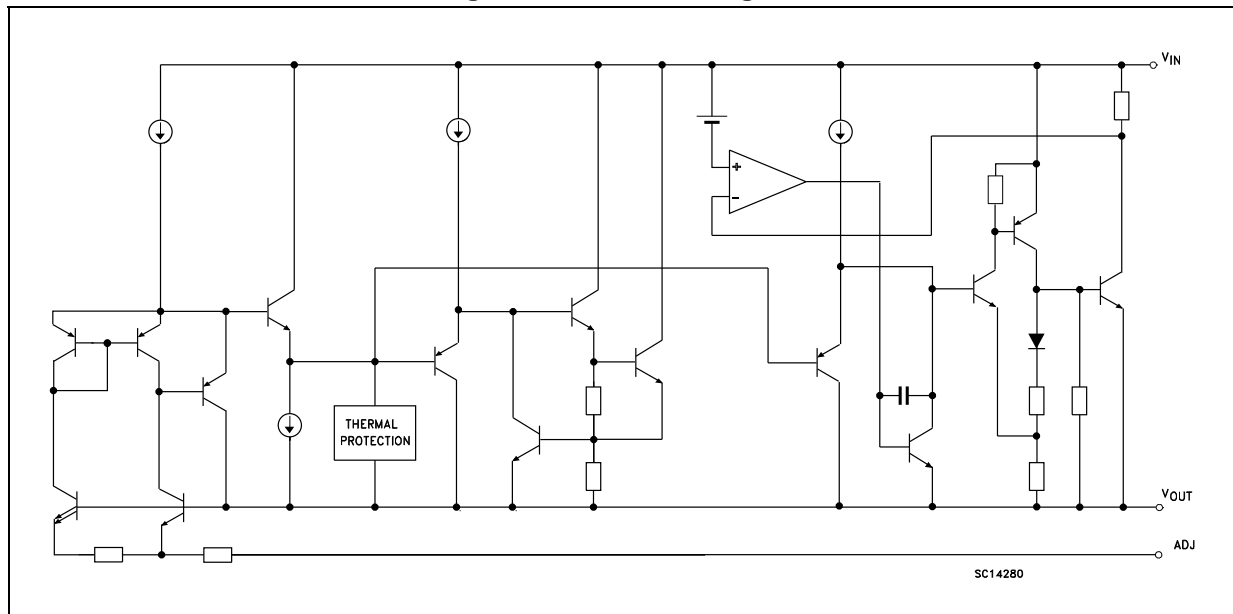 VIN
+
-
THERMAL
PROTECTION
VOUT
ADJ
SC14280